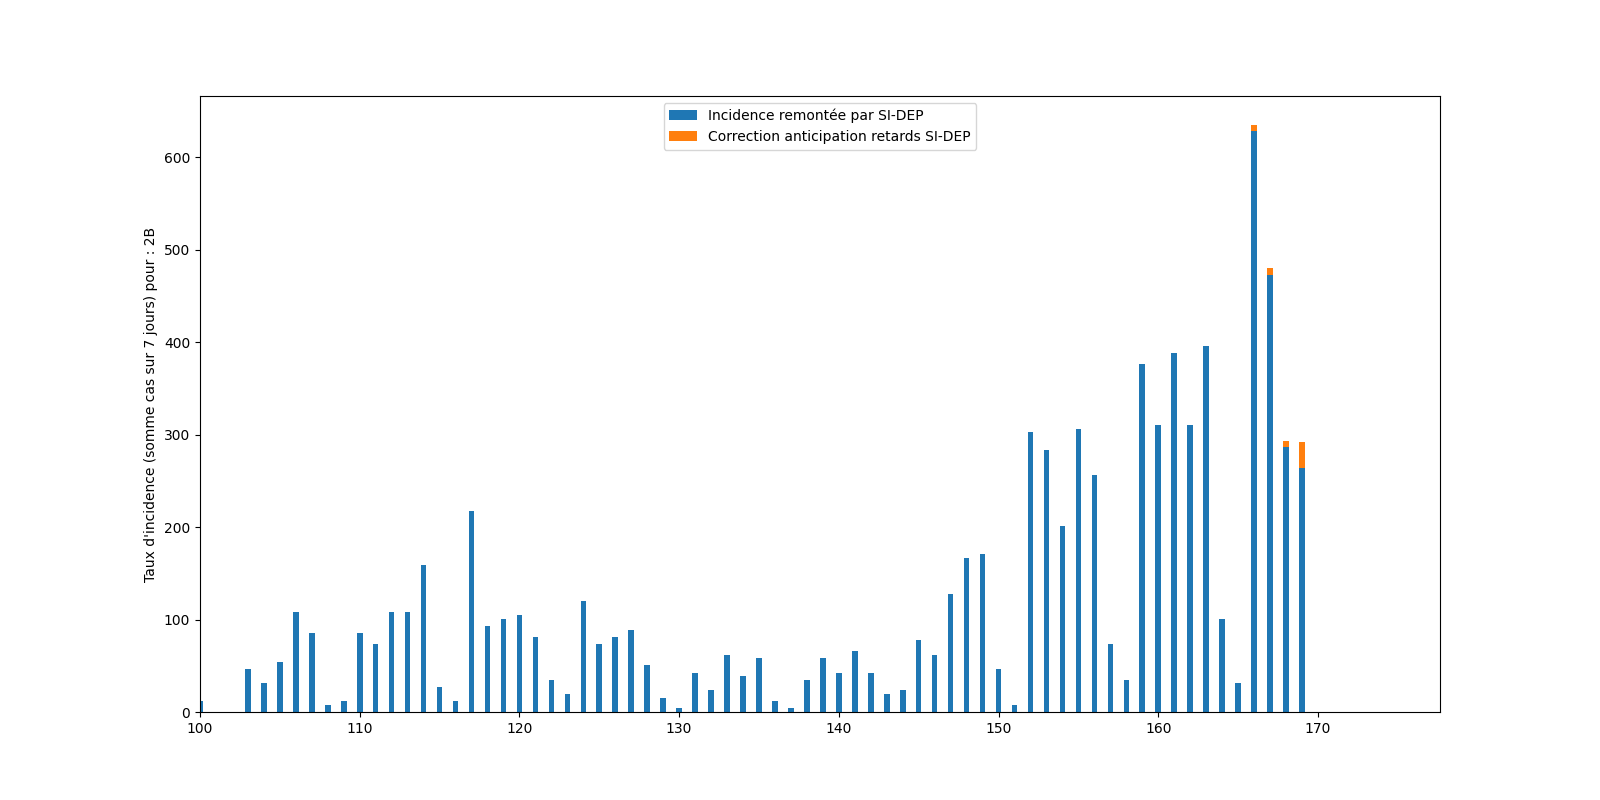 Incidence remontée par SI-DEP
Correction anticipation retards SI-DEP
Taux d'incidence (somme cas sur 7 jours) pour : 2B
600
500
400
300
200
100
0
100 110 120 130 140 150 160 170